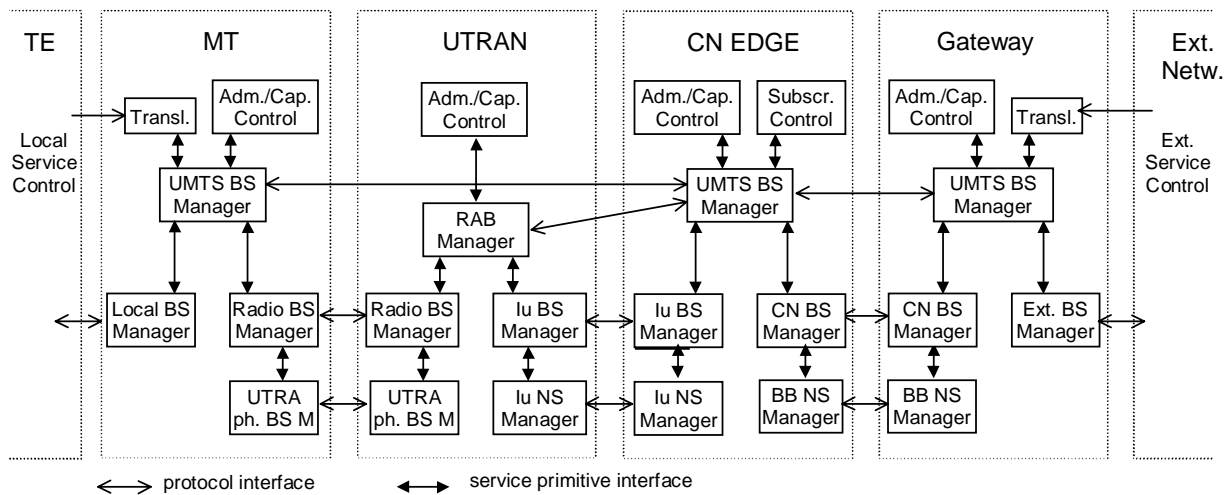 TE
MT
UTRAN
CN EDGE
Gateway
Ext.
Netw.
Adm./Cap.
Control
Transl.
Adm./Cap.
Control
Adm./Cap.
Control
Subscr.
Control
Adm./Cap.
Control
Transl.
Local
Service
Control
Ext.
Service
Control
UMTS BS
Manager
UMTS BS
Manager
UMTS BS
Manager
RAB
Manager
Local BS
Manager
Radio BS
Manager
Radio BS
Manager
Iu BS
Manager
Iu BS
Manager
CN BS
Manager
CN BS
Manager
Ext. BS
Manager
UTRA
ph. BS M
UTRA
ph. BS M
Iu NS
Manager
Iu NS
Manager
BB NS
Manager
BB NS
Manager
protocol interface
service primitive interface